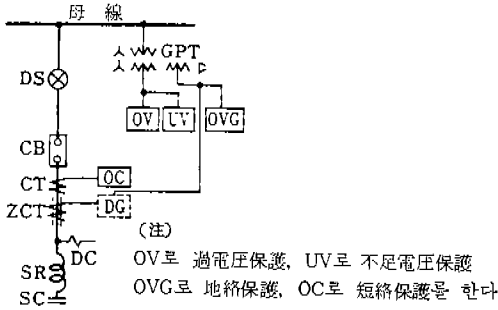 母 線
GPT
DS
OV UV OVG
CB
CT OC
ZCT DG
(注)
DC
OV로 過電圧保護, UV로 不足電圧保護
SR
OVG로 地絡保護, OC로 短絡保護를 한다
SC